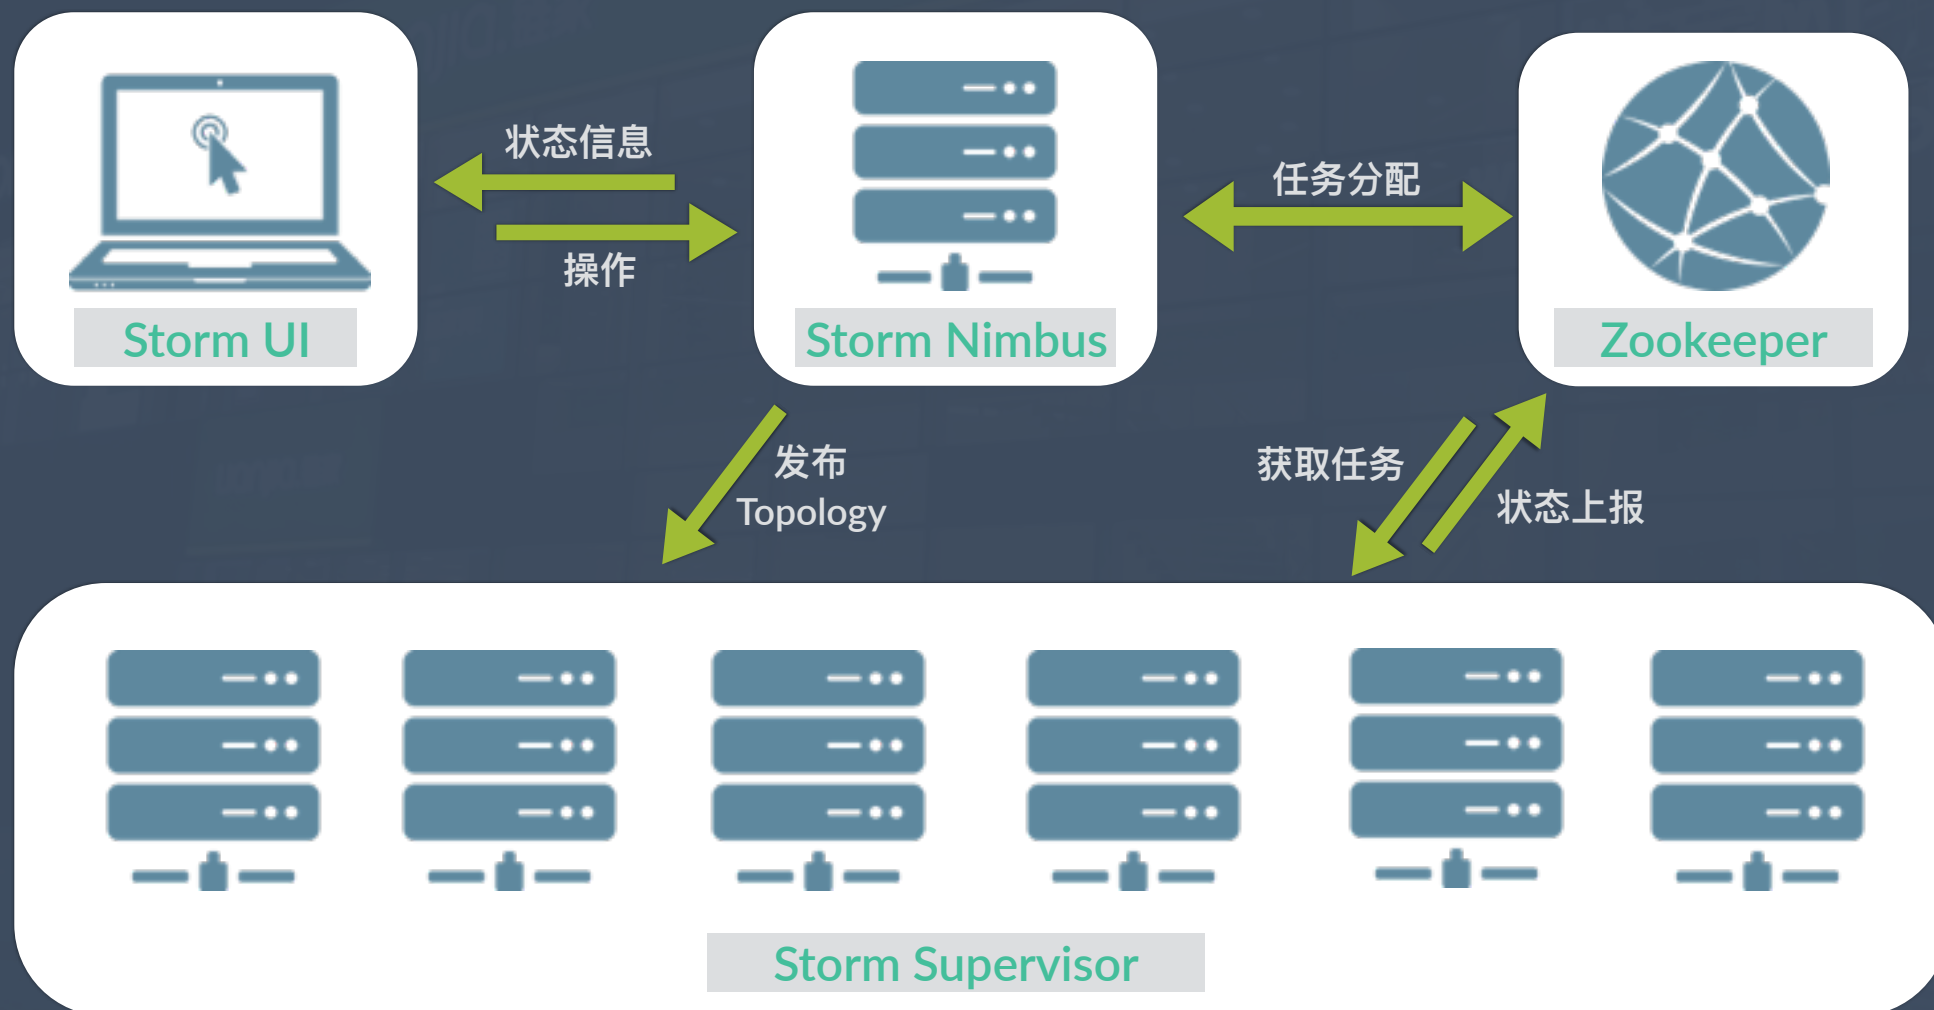 状态信息
操作
任务分配
Storm UI
Storm Nimbus
Zookeeper
发布
Topology
获取任务
状态上报
Storm Supervisor